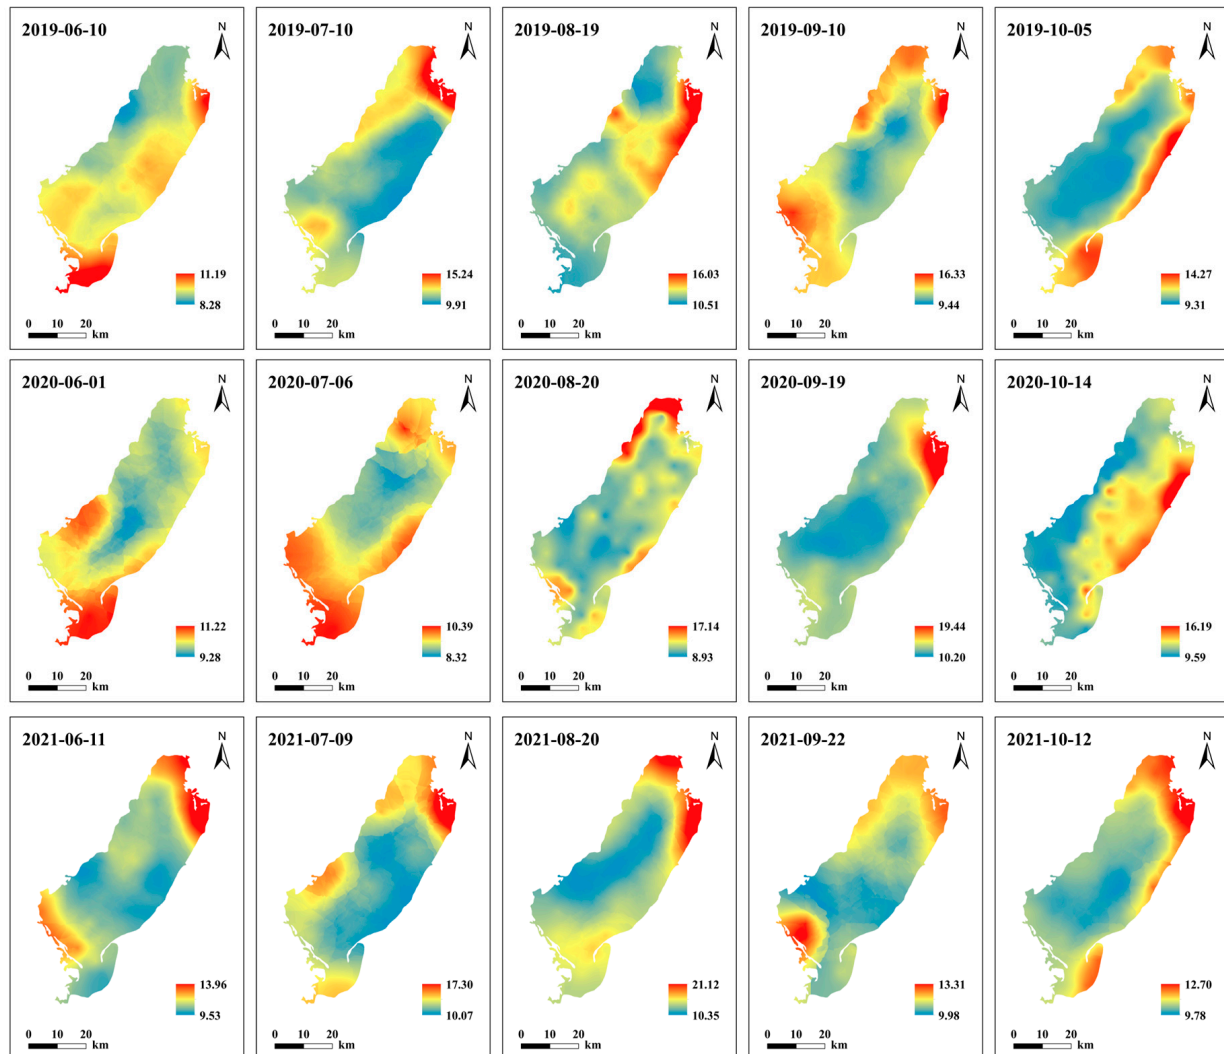 2019-06-10
N
11.19
8.28
0 10 20 km
2019-07-10
N
15.24
9.91
0 10 20 km
2019-08-19
N
16.03
10.51
0 10 20 km
2019-09-10
N
16.33
9.44
0 10 20 km
2019-10-05
N
14.27
9.31
0 10 20 km
2020-06-01
N
11.22
9.28
0 10 20 km
2020-07-06
N
10.39
8.32
0 10 20 km
2020-08-20
N
17.14
8.93
0 10 20 km
2020-09-19
N
19.44
10.20
0 10 20 km
2020-10-14
N
16.19
9.59
0 10 20 km
2021-06-11
N
13.96
9.53
0 10 20 km
2021-07-09
N
17.30
10.07
0 10 20 km
2021-08-20
N
21.12
10.35
0 10 20 km
2021-09-22
N
13.31
9.98
0 10 20 km
2021-10-12
N
12.70
9.78
0 10 20 km